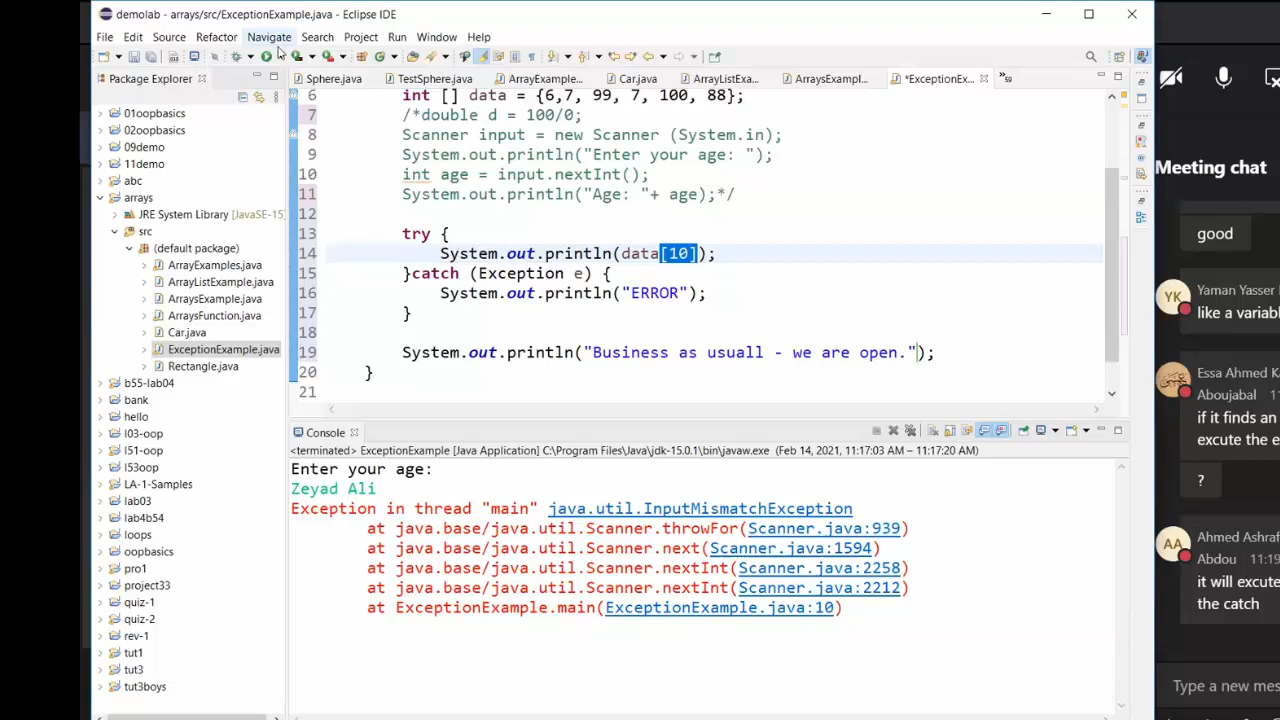 demolab - arrays/src/ExceptionExample.java - Eclipse IDE
File Edit Source Refactor Navigate Search Project Run Window Help
Package Explorer
Sphere.java TestSphere.java ArrayExample... Car.java ArrayListExa... ArraysExampl... *ExceptionEx...
01oopbasics
02oopbasics
09demo
11demo
abc
arrays
JRE System Library [JavaSE-15]
src
(default package)
ArrayExamples.java
ArrayListExample.java
ArraysExample.java
ArraysFunction.java
Car.java
ExceptionExample.java
Rectangle.java
b55-lab04
bank
hello
l03-oop
l51-oop
l53oop
LA-1-Samples
lab03
lab4b54
loops
oopbasics
pro1
project33
quiz-1
quiz-2
rev-1
tut1
tut3
tut3boys
6 int [] data = {6,7, 99, 7, 100, 88};
7 /*double d = 100/0;
8 Scanner input = new Scanner (System.in);
9 System.out.println("Enter your age: ");
10 int age = input.nextInt();
11 System.out.println("Age: "+ age);*/
12
13 try {
14 System.out.println(data[10]);
15 }catch (Exception e) {
16 System.out.println("ERROR");
17 }
18
19 System.out.println("Business as usuall - we are open.");
20 }
21
Console
<terminated> ExceptionExample [Java Application] C:\Program Files\Java\jdk-15.0.1\bin\javaw.exe (Feb 14, 2021, 11:17:03 AM – 11:17:20 AM)
Enter your age:
Zeyad Ali
Exception in thread "main" java.util.InputMismatchException
at java.base/java.util.Scanner.throwFor(Scanner.java:939)
at java.base/java.util.Scanner.next(Scanner.java:1594)
at java.base/java.util.Scanner.nextInt(Scanner.java:2258)
at java.base/java.util.Scanner.nextInt(Scanner.java:2212)
at ExceptionExample.main(ExceptionExample.java:10)
Meeting chat
good
YK
Yaman Yasser
like a variabl
Essa Ahmed Ka
Aboujabal 11
if it finds an
excute the e
?
AA
Ahmed Ashraf
Abdou 11:19
it will excute
the catch
Type a new mes